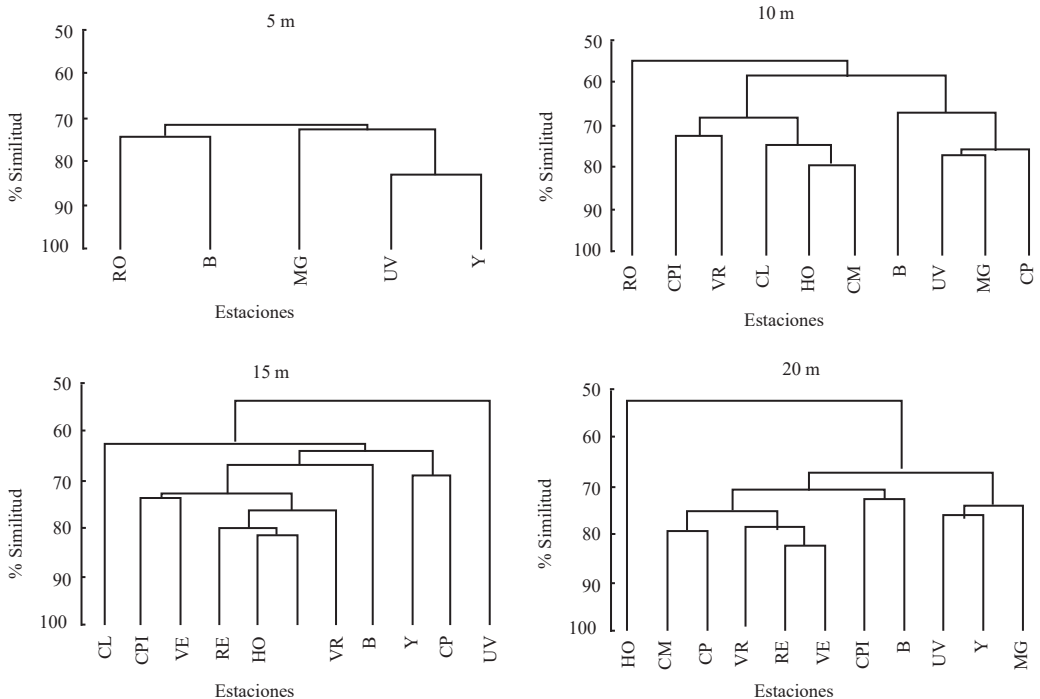 5 m
% Similitud
50
60
70
80
90
100
RO B MG UV Y
Estaciones
10 m
% Similitud
50
60
70
80
90
100
RO CPI VR CL HO CM B UV MG CP
Estaciones
15 m
% Similitud
50
60
70
80
90
100
CL CPI VE RE HO VR B Y CP UV
Estaciones
20 m
% Similitud
50
60
70
80
90
100
HO CM CP VR RE VE CPI B UV Y MG
Estaciones